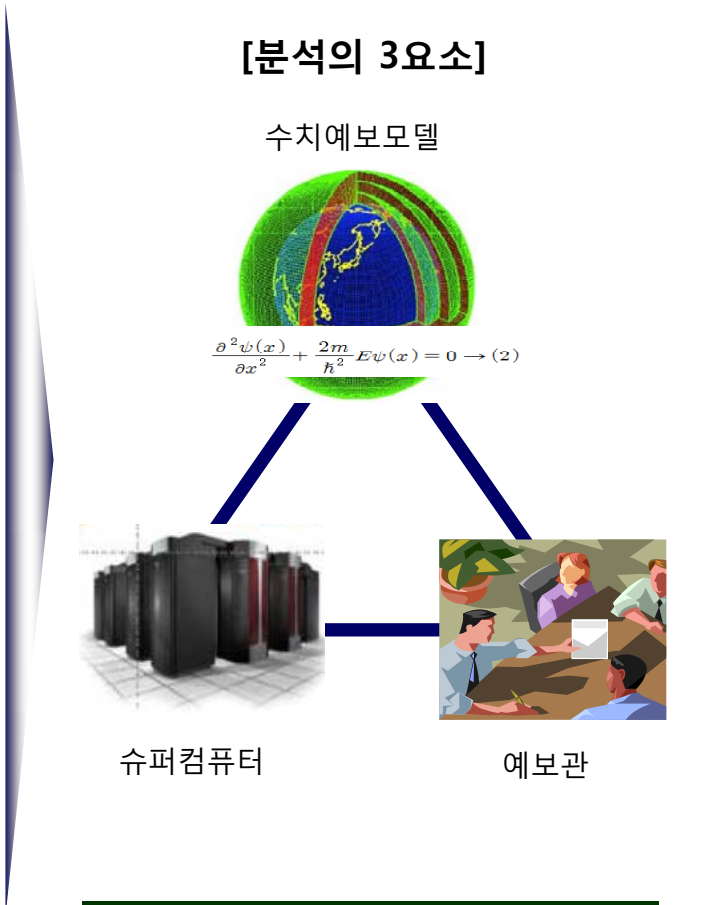 [분석의 3요소]
수치예보모델
∂²ψ(x)/∂x² + 2m/ħ² Eψ(x) = 0 → (2)
슈퍼컴퓨터
예보관